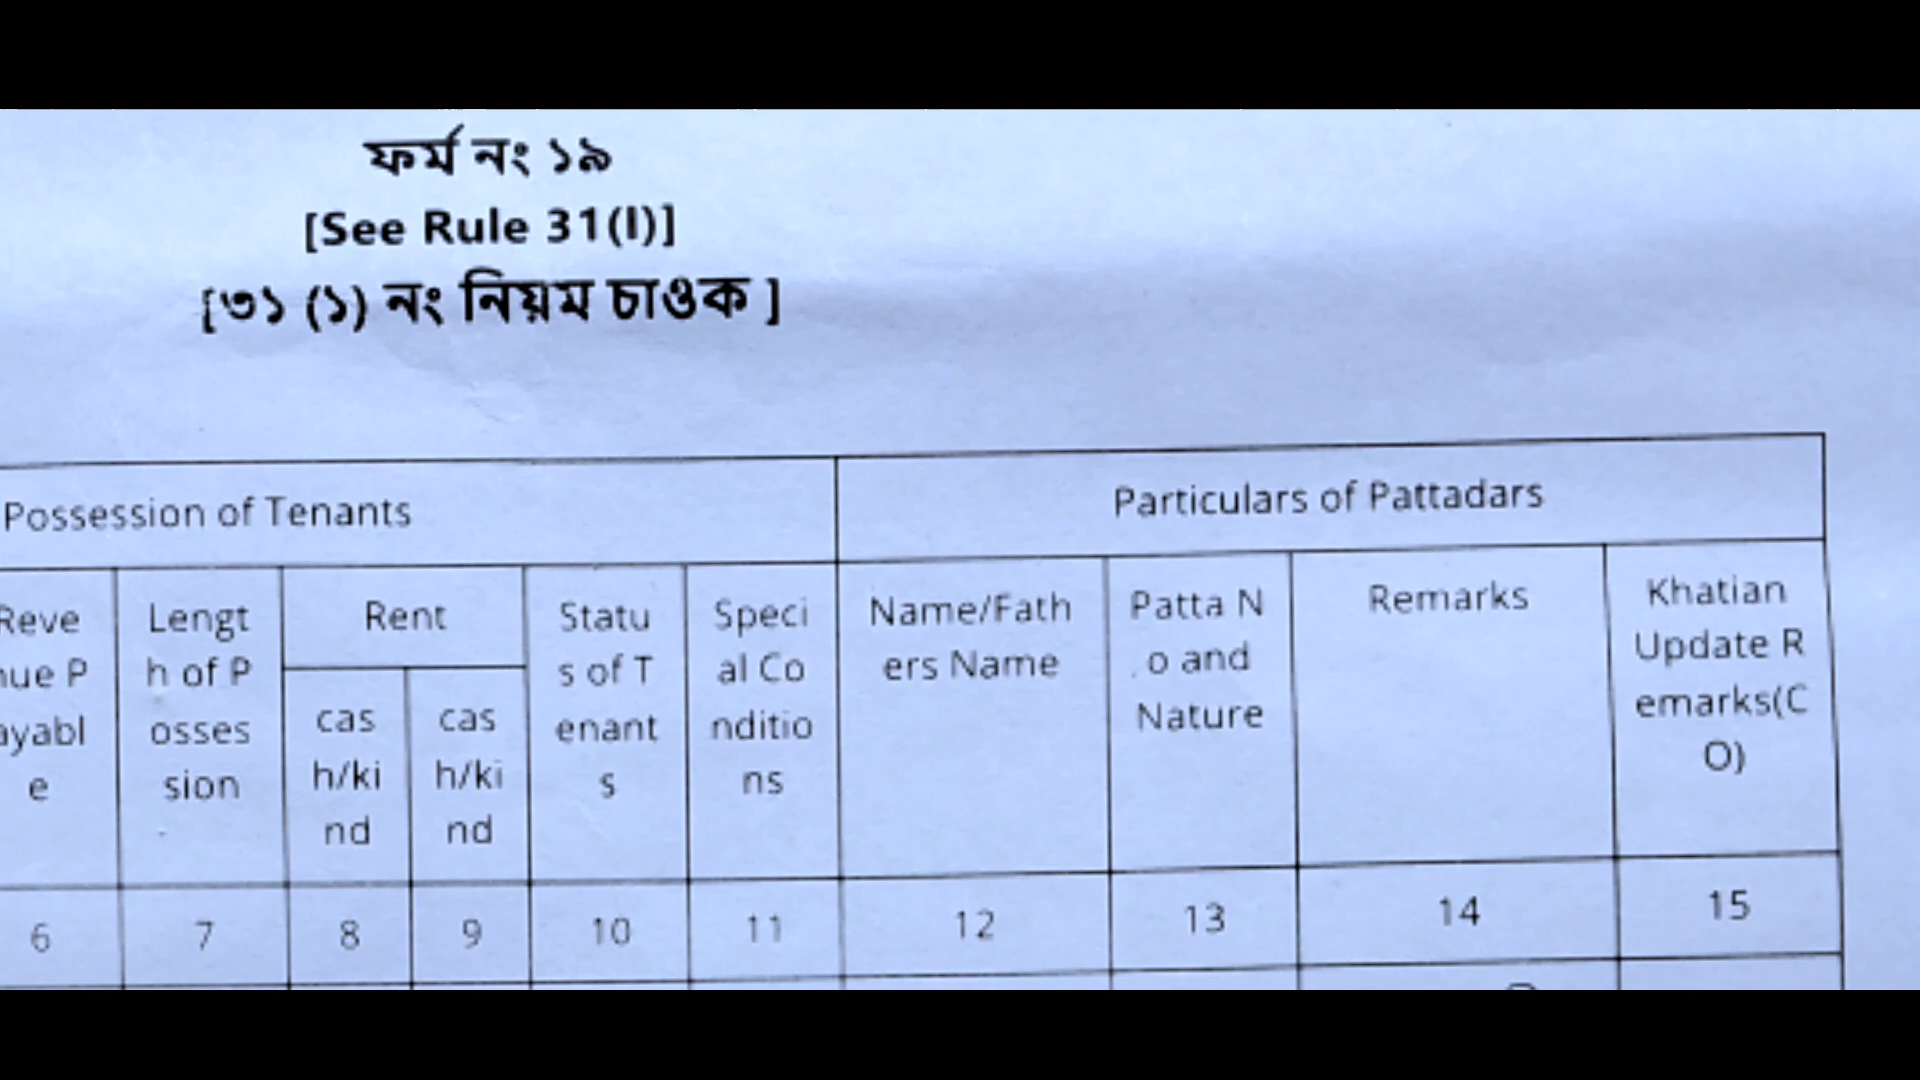 ফৰ্ম নং ১৯
[See Rule 31(I)]
[৩১ (১) নং নিয়ম চাওক ]
Possession of Tenants
Particulars of Pattadars
Reve
nue P
ayabl
e
Lengt
h of P
osses
sion
Rent
cas
h/ki
nd
cas
h/ki
nd
Statu
s of T
enant
s
Speci
al Co
nditio
ns
Name/Fath
ers Name
Patta N
o and
Nature
Remarks
Khatian
Update R
emarks(C
O)
6 7 8 9 10 11 12 13 14 15